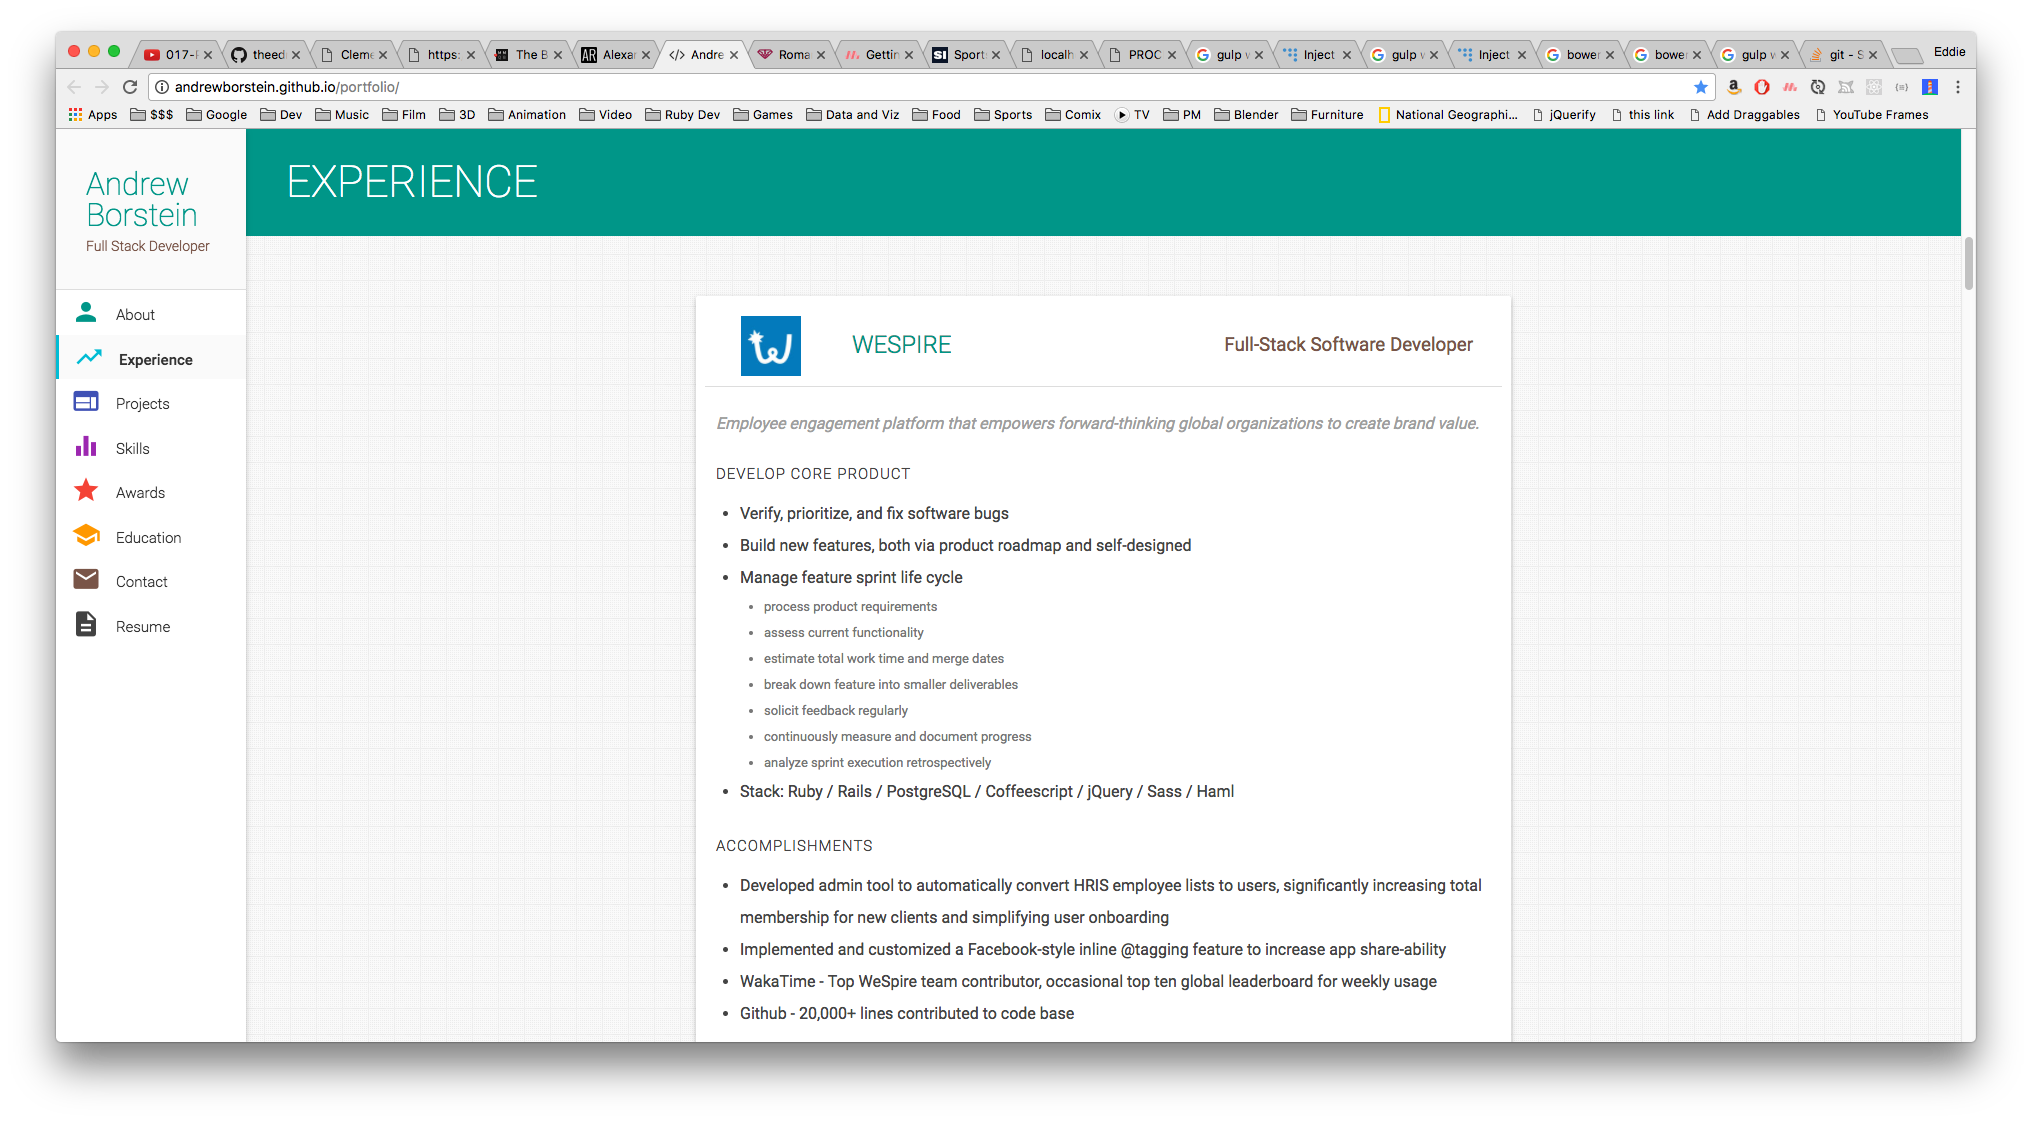 017-F
theed
Cleme
https:
The B
Alexar
Andre
Roma
Gettin
SI Sport
localh
PROC
gulp w
Inject
gulp w
Inject
bower
bower
gulp w
git - S
Eddie
andrewborstein.github.io/portfolio/
Apps $$$ Google Dev Music Film 3D Animation Video Ruby Dev Games Data and Viz Food Sports Comix TV PM Blender Furniture National Geographi... jQuerify this link Add Draggables YouTube Frames
Andrew
Borstein
Full Stack Developer
About
Experience
Projects
Skills
Awards
Education
Contact
Resume
EXPERIENCE
WESPIRE
Full-Stack Software Developer
Employee engagement platform that empowers forward-thinking global organizations to create brand value.
DEVELOP CORE PRODUCT
• Verify, prioritize, and fix software bugs
• Build new features, both via product roadmap and self-designed
• Manage feature sprint life cycle
• process product requirements
• assess current functionality
• estimate total work time and merge dates
• break down feature into smaller deliverables
• solicit feedback regularly
• continuously measure and document progress
• analyze sprint execution retrospectively
• Stack: Ruby / Rails / PostgreSQL / Coffeescript / jQuery / Sass / Haml
ACCOMPLISHMENTS
• Developed admin tool to automatically convert HRIS employee lists to users, significantly increasing total
membership for new clients and simplifying user onboarding
• Implemented and customized a Facebook-style inline @tagging feature to increase app share-ability
• WakaTime - Top WeSpire team contributor, occasional top ten global leaderboard for weekly usage
• Github - 20,000+ lines contributed to code base